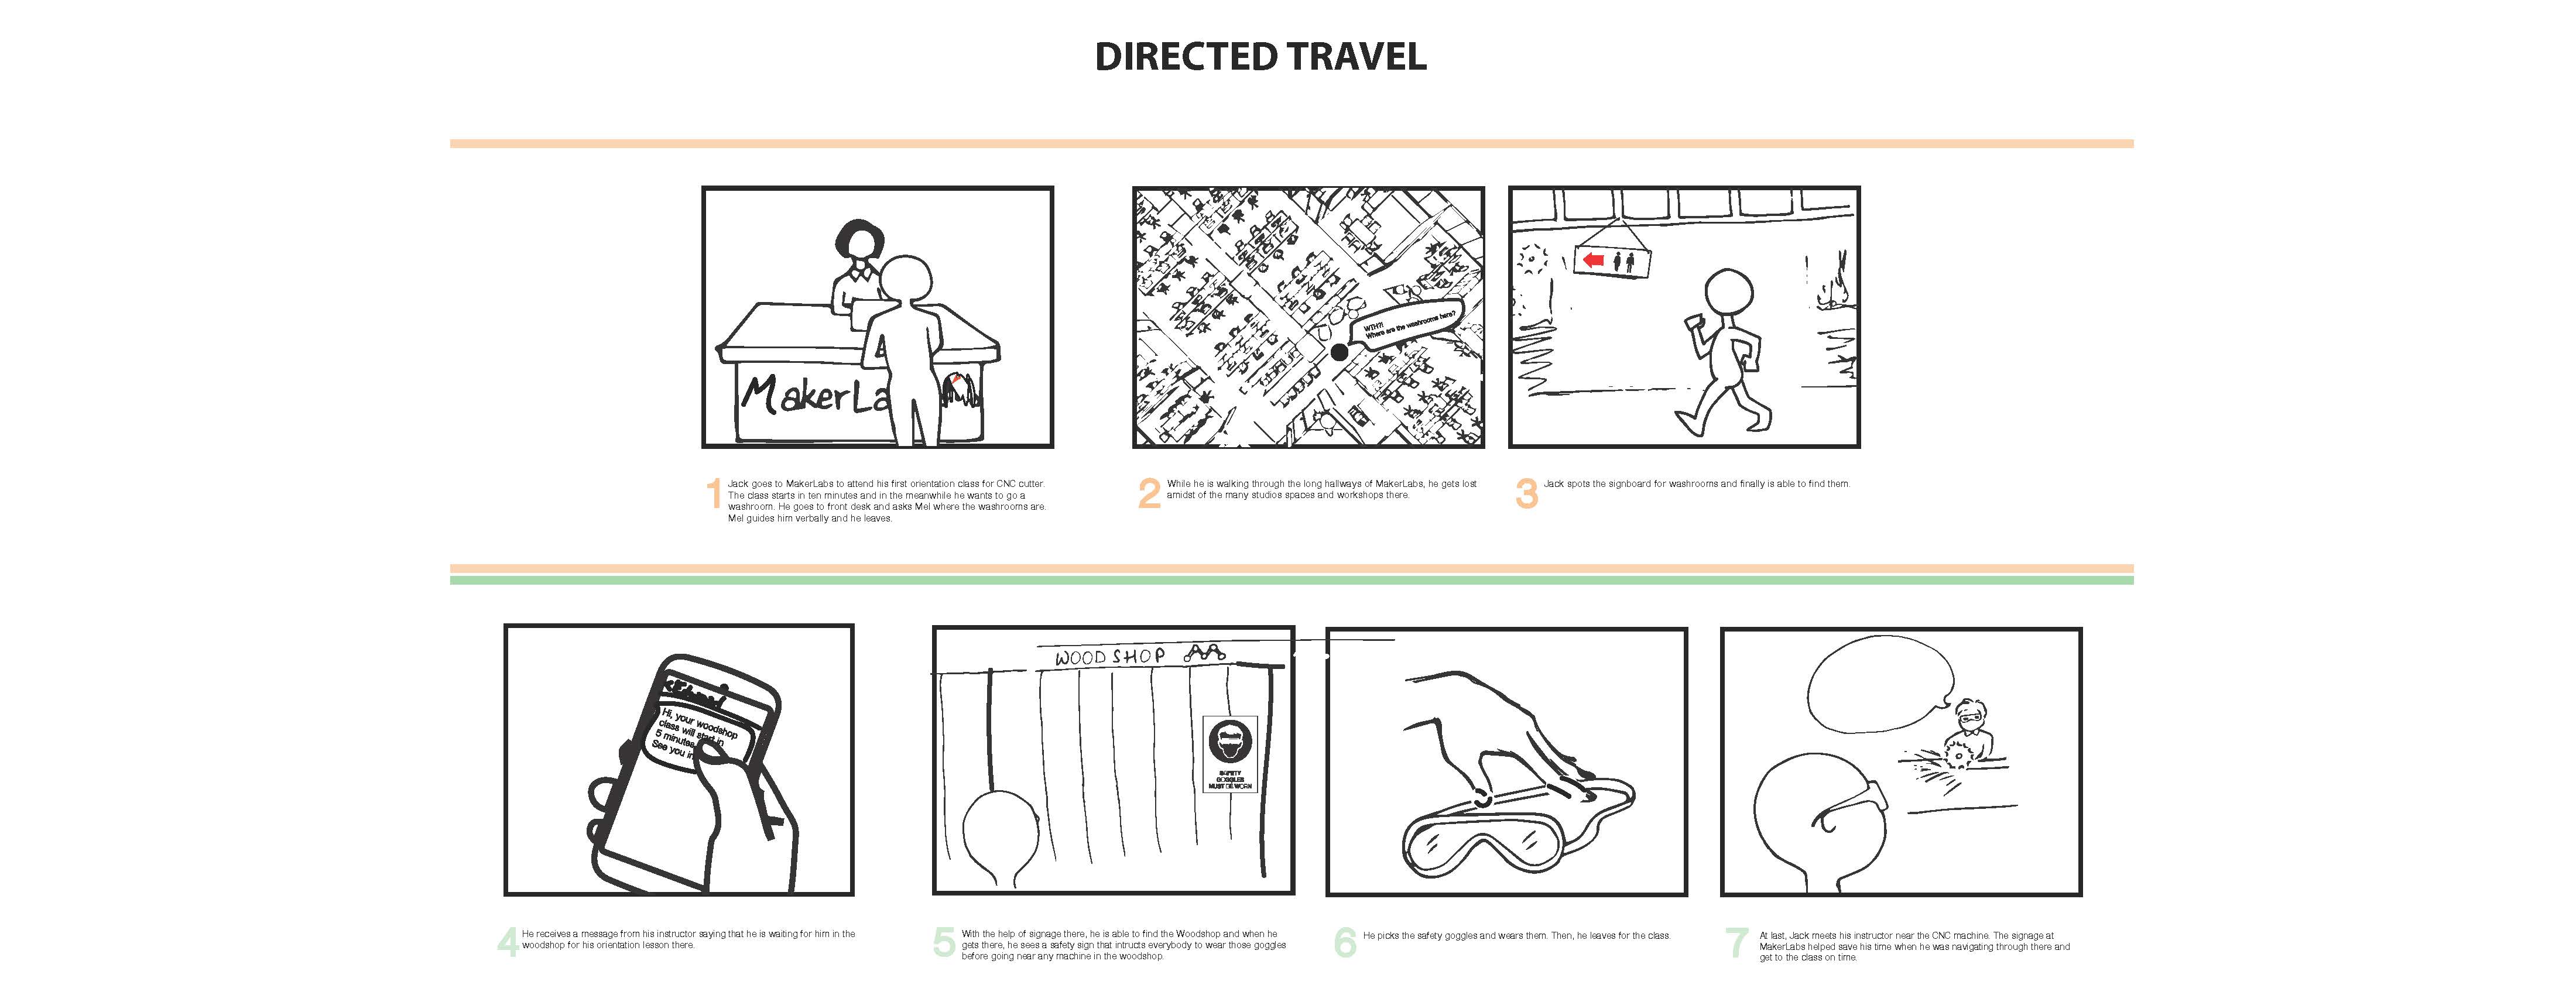 DIRECTED TRAVEL
MakerLa
WTH?!
Where are the washrooms here?
1
Jack goes to MakerLabs to attend his first orientation class for CNC cutter.
The class starts in ten minutes and in the meanwhile he wants to go a
washroom. He goes to front desk and asks Mel where the washrooms are.
Mel guides him verbally and he leaves.
2
While he is walking through the long hallways of MakerLabs, he gets lost
amidst of the many studios spaces and workshops there.
3
Jack spots the signboard for washrooms and finally is able to find them.
Hi, your woodshop
class will start in
5 minutes
See you in
WOODSHOP
SAFETY
GOGGLES
MUST BE WORN
4
He receives a message from his instructor saying that he is waiting for him in the
woodshop for his orientation lesson there.
5
With the help of signage there, he is able to find the Woodshop and when he
gets there, he sees a safety sign that intructs everybody to wear those goggles
before going near any machine in the woodshop.
6
He picks the safety goggles and wears them. Then, he leaves for the class.
7
At last, Jack meets his instructor near the CNC machine. The signage at
MakerLabs helped save his time when he was navigating through there and
get to the class on time.